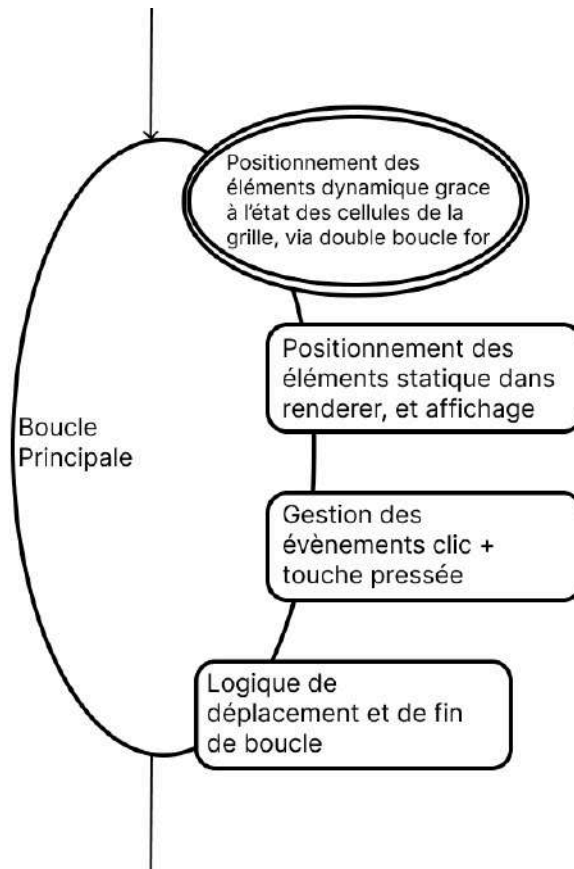 Positionnement des
éléments dynamique grace
à l'état des cellules de la
grille, via double boucle for
Positionnement des
éléments statique dans
renderer, et affichage
Boucle
Principale
Gestion des
évènements clic +
touche pressée
Logique de
déplacement et de fin
de boucle